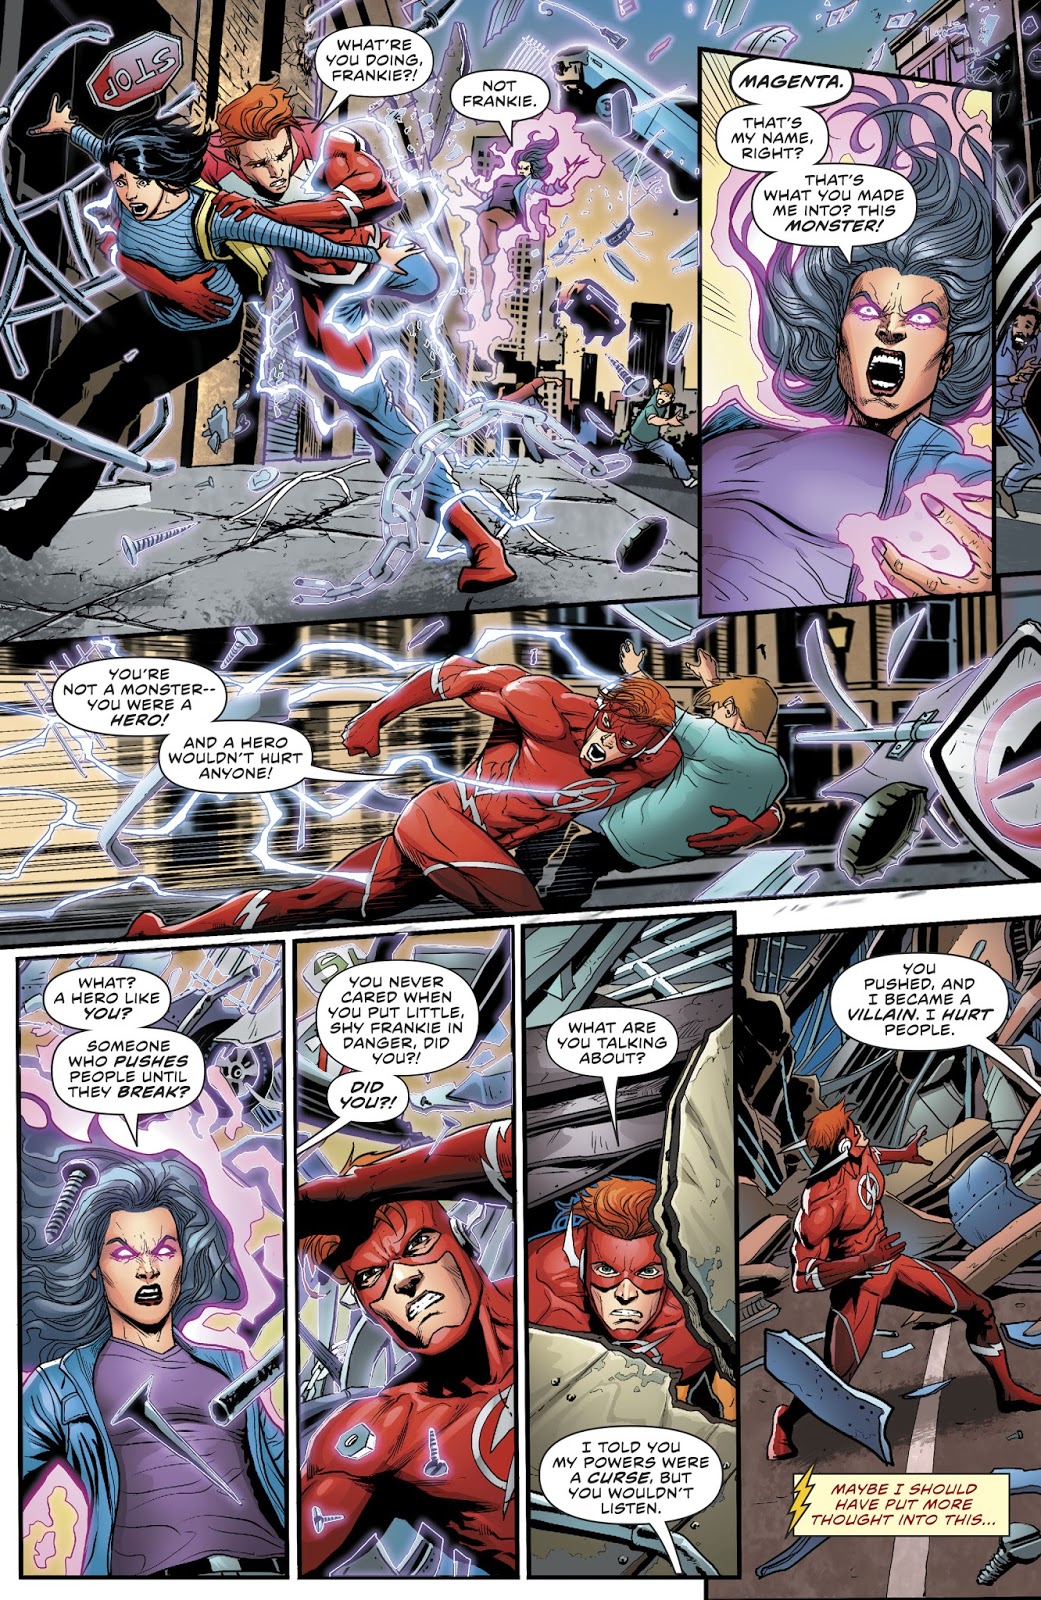 STOP
WHAT'RE
YOU DOING,
FRANKIE?!
NOT
FRANKIE.
MAGENTA.
THAT'S
MY NAME,
RIGHT?
THAT'S
WHAT YOU MADE
ME INTO? THIS
MONSTER!
YOU'RE
NOT A MONSTER--
YOU WERE A
HERO!
AND A HERO
WOULDN'T HURT
ANYONE!
WHAT?
A HERO LIKE
YOU?
SOMEONE
WHO PUSHES
PEOPLE UNTIL
THEY BREAK?
YOU NEVER
CARED WHEN
YOU PUT LITTLE,
SHY FRANKIE IN
DANGER, DID
YOU?!
DID
YOU?!
WHAT ARE
YOU TALKING
ABOUT?
I TOLD YOU
MY POWERS WERE
A CURSE, BUT
YOU WOULDN'T
LISTEN.
YOU
PUSHED, AND
I BECAME A
VILLAIN. I HURT
PEOPLE.
MAYBE I SHOULD
HAVE PUT MORE
THOUGHT INTO THIS...